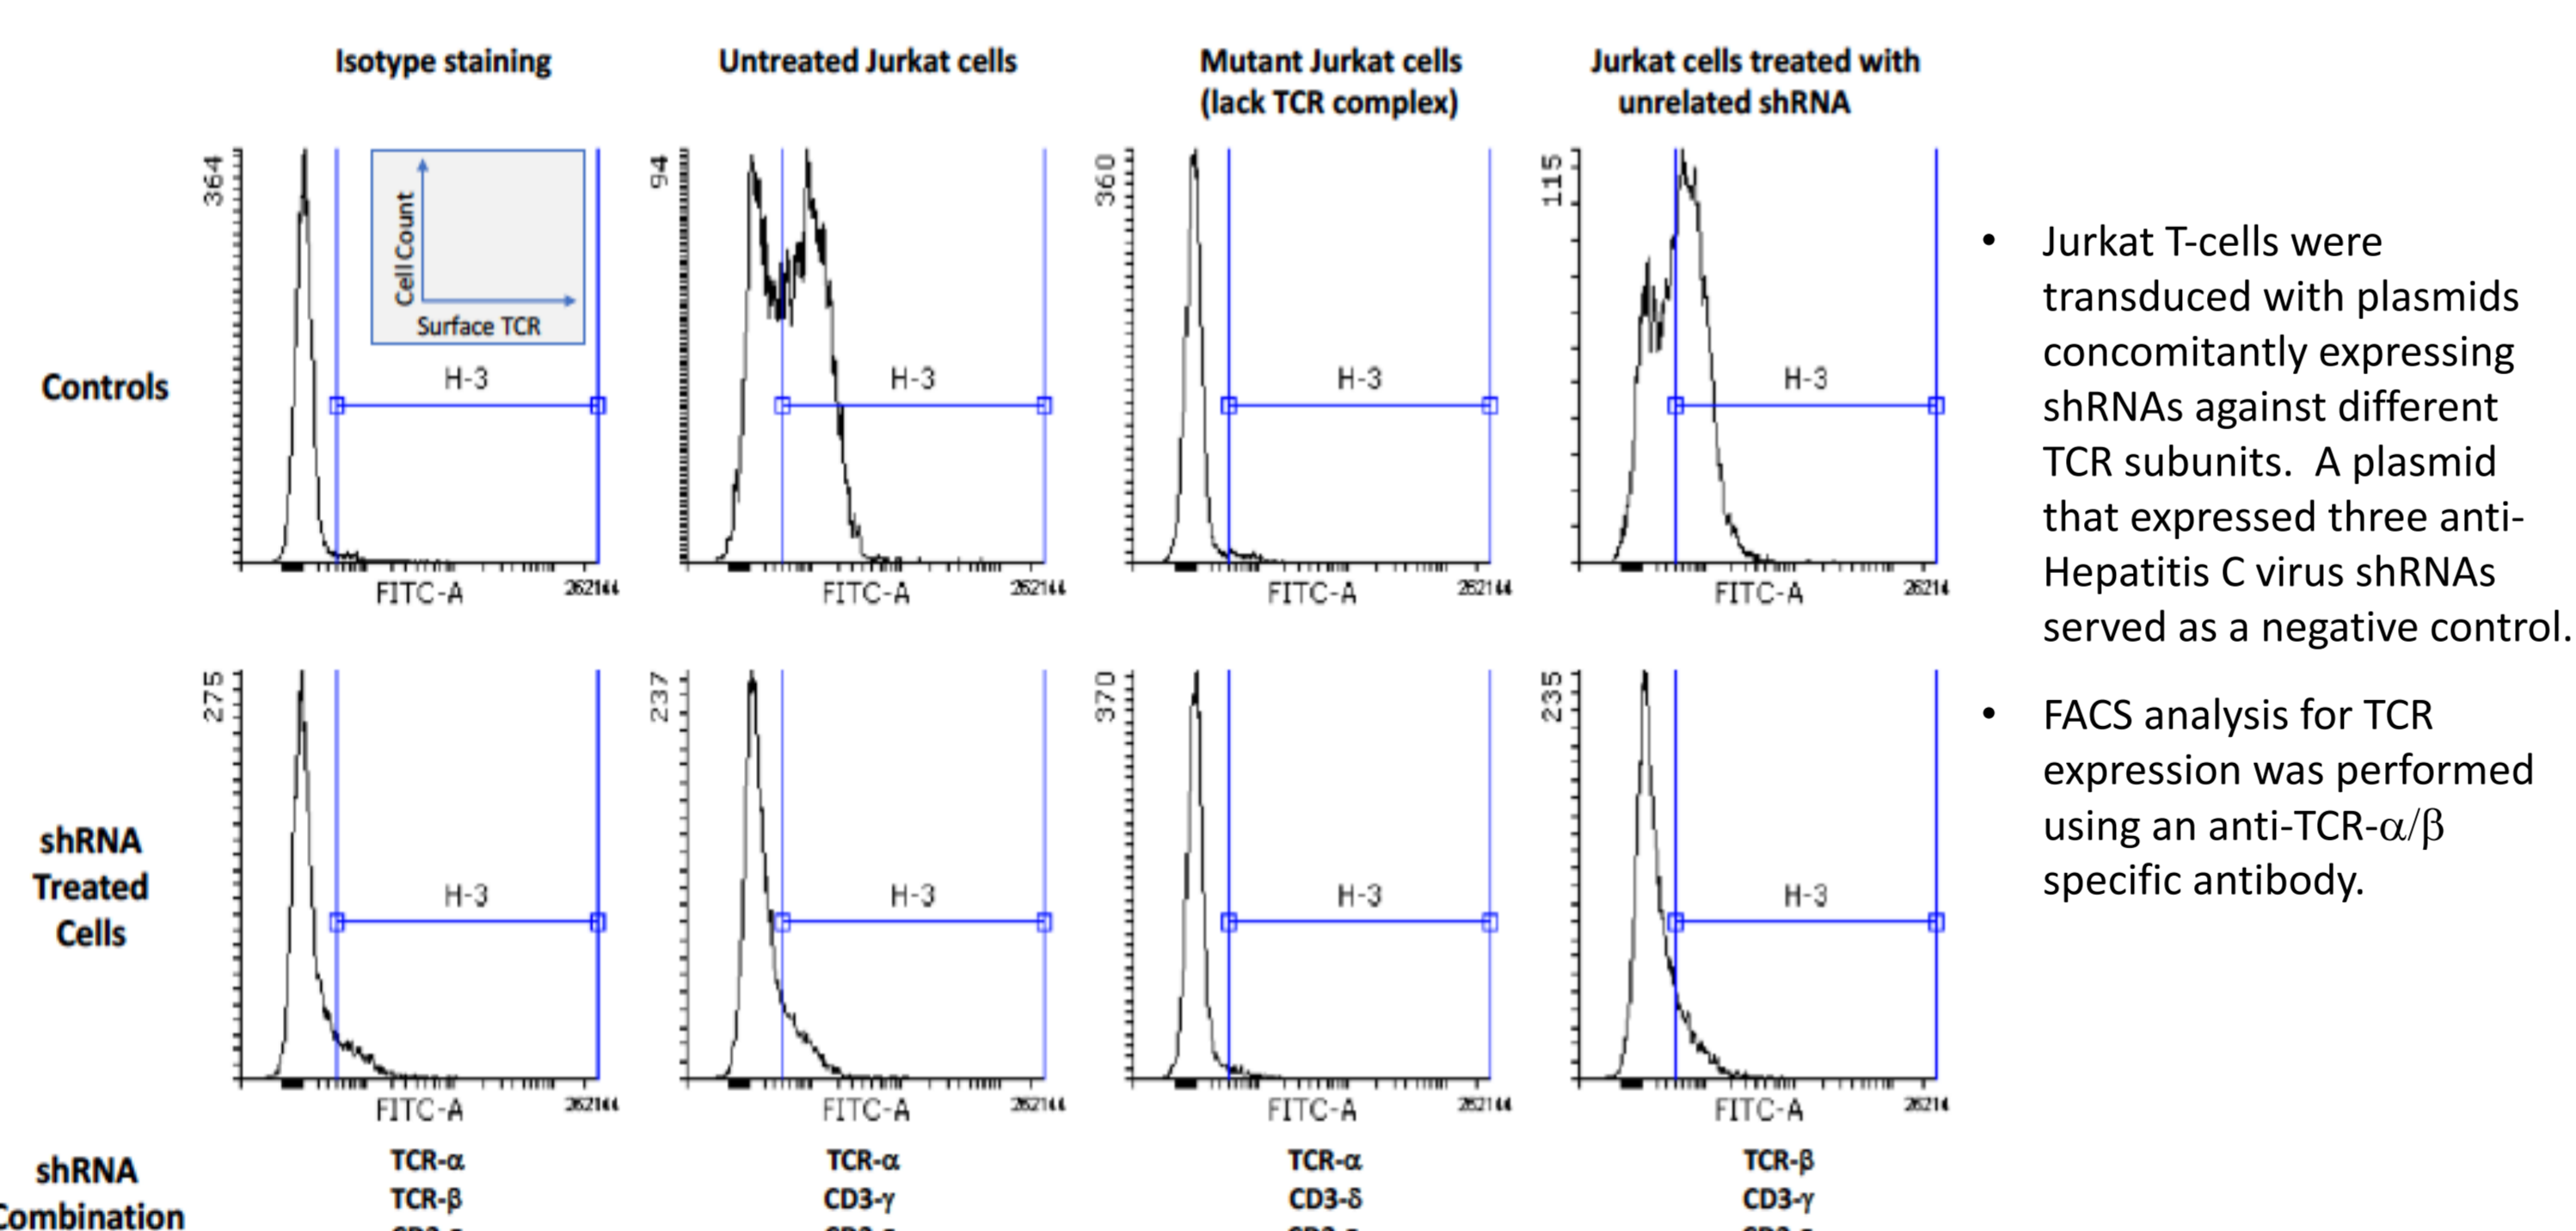 Isotype staining
Untreated Jurkat cells
Mutant Jurkat cells
(lack TCR complex)
Jurkat cells treated with
unrelated shRNA
Controls
364
Cell Count
Surface TCR
H-3
FITC-A
262144
94
H-3
FITC-A
262144
360
H-3
FITC-A
262144
115
H-3
FITC-A
26214
shRNA
Treated
Cells
275
H-3
FITC-A
262144
237
H-3
FITC-A
262144
370
H-3
FITC-A
262144
235
H-3
FITC-A
26214
shRNA
Combination
TCR-α
TCR-β
TCR-α
CD3-γ
TCR-α
CD3-δ
TCR-β
CD3-γ
• Jurkat T-cells were
transduced with plasmids
concomitantly expressing
shRNAs against different
TCR subunits. A plasmid
that expressed three anti-
Hepatitis C virus shRNAs
served as a negative control.
• FACS analysis for TCR
expression was performed
using an anti-TCR-α/β
specific antibody.